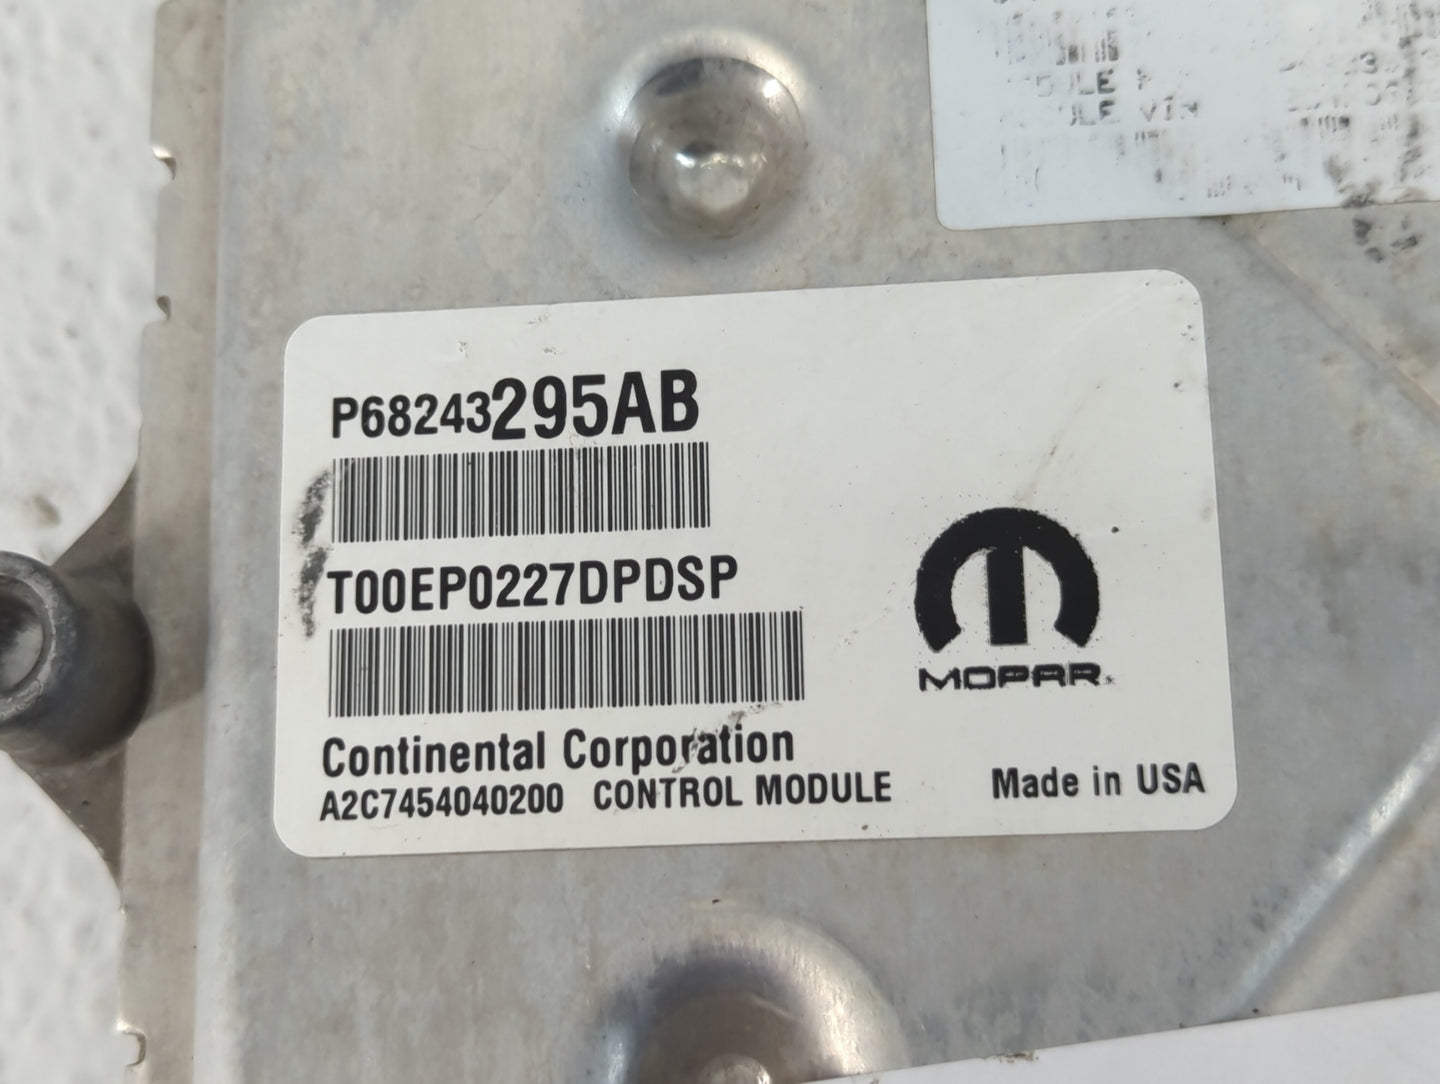 P68243295AB
T00EP0227DPDSP
Continental Corporation
A2C7454040200 CONTROL MODULE
MOPAR
Made in USA